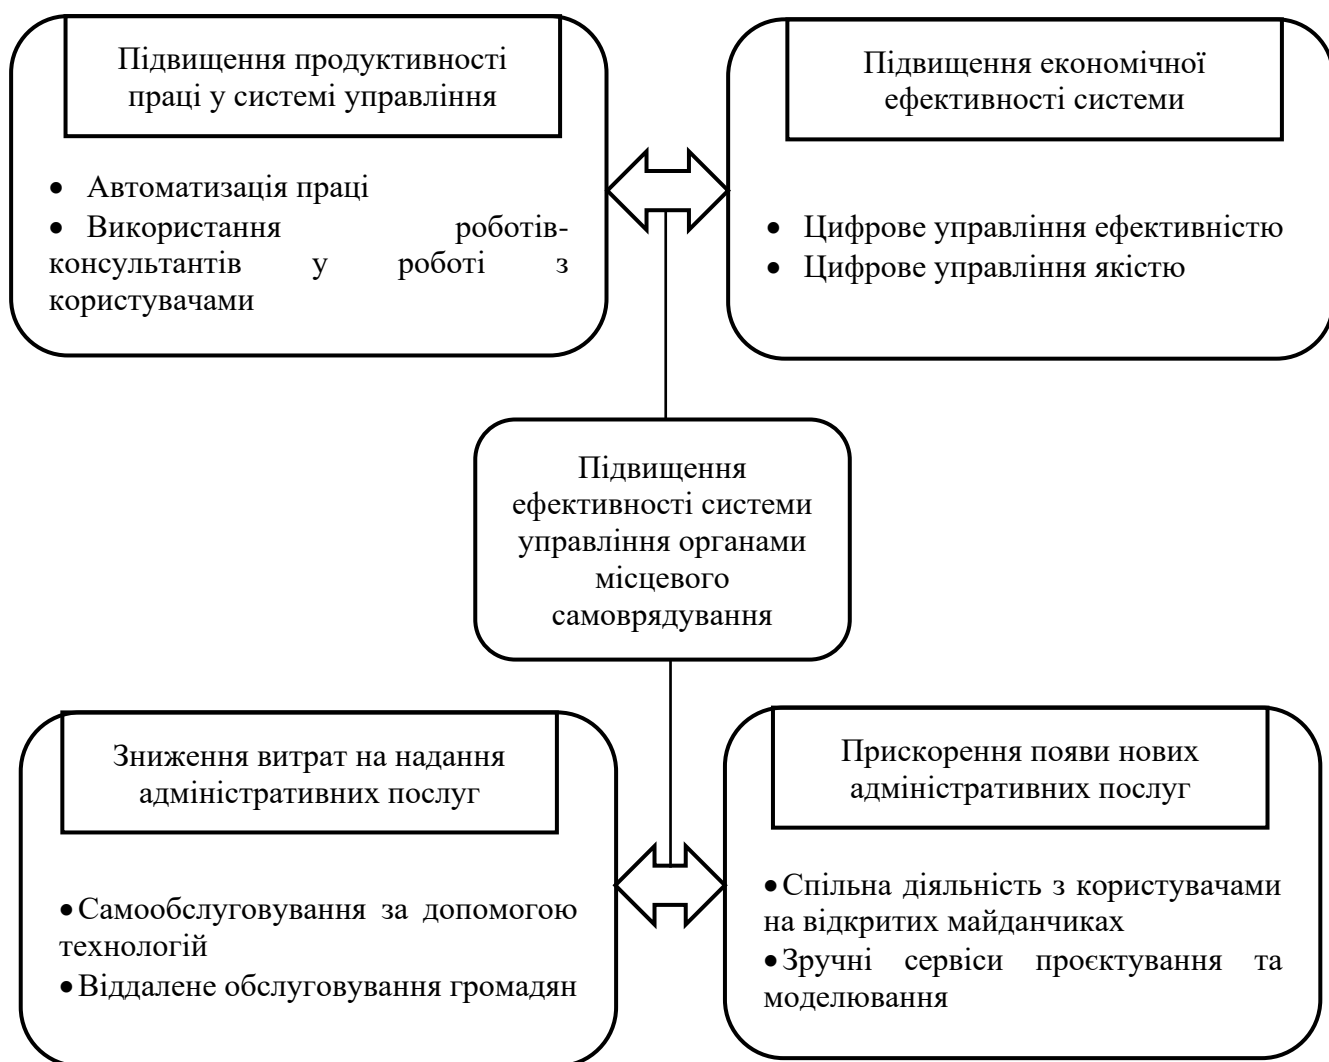 Підвищення продуктивності
праці у системі управління
• Автоматизація праці
• Використання роботів-
консультантів у роботі з
користувачами
Підвищення економічної
ефективності системи
• Цифрове управління ефективністю
• Цифрове управління якістю
Підвищення
ефективності системи
управління органами
місцевого
самоврядування
Зниження витрат на надання
адміністративних послуг
• Самообслуговування за допомогою
технологій
• Віддалене обслуговування громадян
Прискорення появи нових
адміністративних послуг
• Спільна діяльність з користувачами
на відкритих майданчиках
• Зручні сервіси проєктування та
моделювання